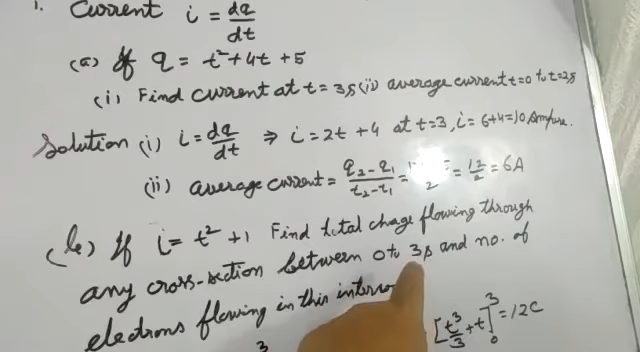 1. Current i = dq/dt
(a) If q = t²+4t+5
(i) Find current at t=3s (ii) average current t=0 to t=2s
Solution (i) i = dq/dt ⇒ i = 2t+4 at t=3, i = 6+4=10 Ampere.
(ii) average current = (q2-q1)/(t2-t1) = /2 = 12/2 = 6A
(b) If i = t²+1 Find total chage flowing through
any cross-section between 0 to 3s and no. of
electrons flowing in this
[t³/3 + t]₀³ = 12C
3